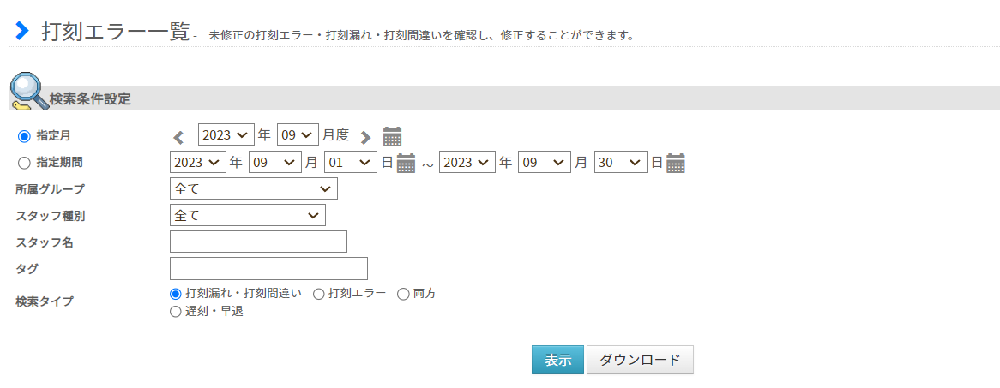 打刻エラー一覧 - 未修正の打刻エラー・打刻漏れ・打刻間違いを確認し、修正することができます。
検索条件設定
指定月 2023 年 09 月度
指定期間 2023 年 09 月 01 日 ～ 2023 年 09 月 30 日
所属グループ 全て
スタッフ種別 全て
スタッフ名
タグ
検索タイプ 打刻漏れ・打刻間違い 打刻エラー 両方
遅刻・早退
表示 ダウンロード